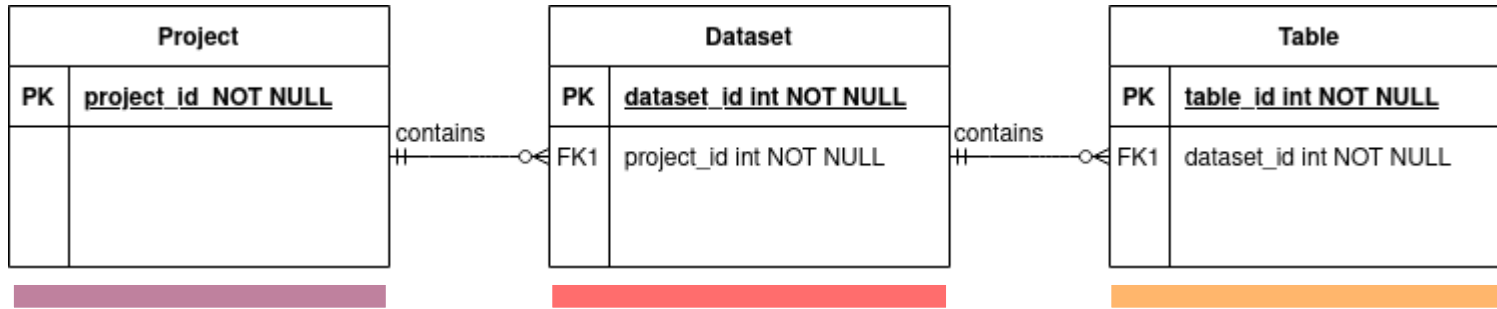 Project
PK project_id NOT NULL
contains
Dataset
PK dataset_id int NOT NULL
FK1 project_id int NOT NULL
contains
Table
PK table_id int NOT NULL
FK1 dataset_id int NOT NULL